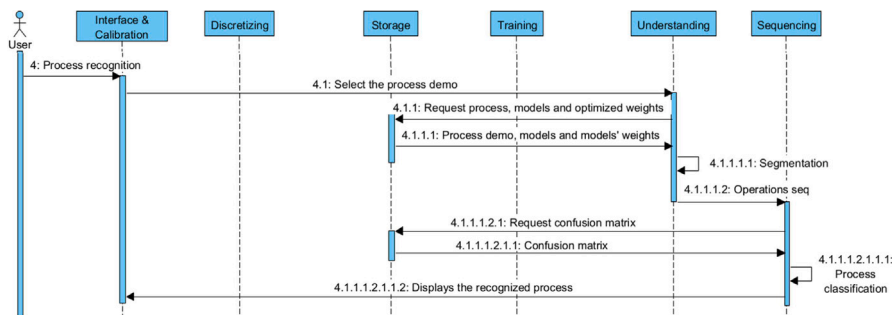 Interface &
Calibration
Discretizing
Storage
Training
Understanding
Sequencing
User
4: Process recognition
4.1: Select the process demo
4.1.1: Request process, models and optimized weights
4.1.1.1: Process demo, models and models' weights
4.1.1.1.1: Segmentation
4.1.1.1.2: Operations seq
4.1.1.1.2.1: Request confusion matrix
4.1.1.1.2.1.1: Confusion matrix
4.1.1.1.2.1.1.1:
Process
classification
4.1.1.1.2.1.1.2: Displays the recognized process